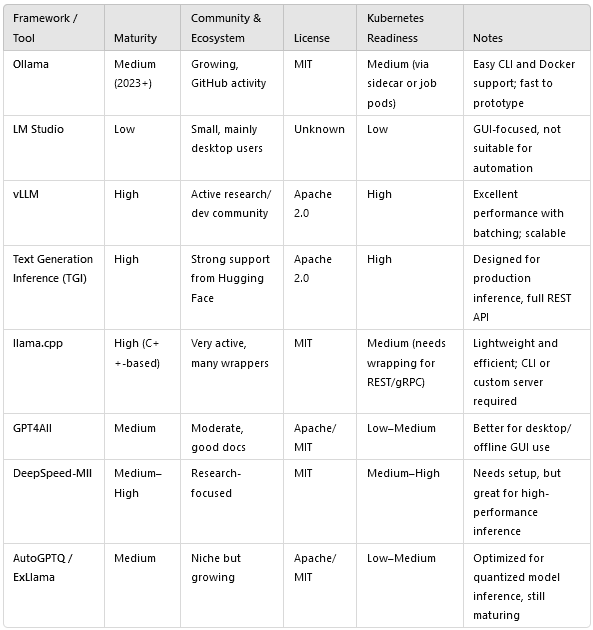 Framework /
Tool
Maturity
Community &
Ecosystem
License
Kubernetes
Readiness
Notes
Ollama
Medium
(2023+)
Growing,
GitHub activity
MIT
Medium (via
sidecar or job
pods)
Easy CLI and Docker
support; fast to
prototype
LM Studio
Low
Small, mainly
desktop users
Unknown
Low
GUI-focused, not
suitable for
automation
vLLM
High
Active research/
dev community
Apache
2.0
High
Excellent
performance with
batching; scalable
Text Generation
Inference (TGI)
High
Strong support
from Hugging
Face
Apache
2.0
High
Designed for
production
inference, full REST
API
llama.cpp
High (C+
+-based)
Very active,
many wrappers
MIT
Medium (needs
wrapping for
REST/gRPC)
Lightweight and
efficient; CLI or
custom server
required
GPT4All
Medium
Moderate,
good docs
Apache/
MIT
Low–Medium
Better for desktop/
offline GUI use
DeepSpeed-MII
Medium–
High
Research-
focused
MIT
Medium–High
Needs setup, but
great for high-
performance
inference
AutoGPTQ /
ExLlama
Medium
Niche but
growing
Apache/
MIT
Low–Medium
Optimized for
quantized model
inference, still
maturing